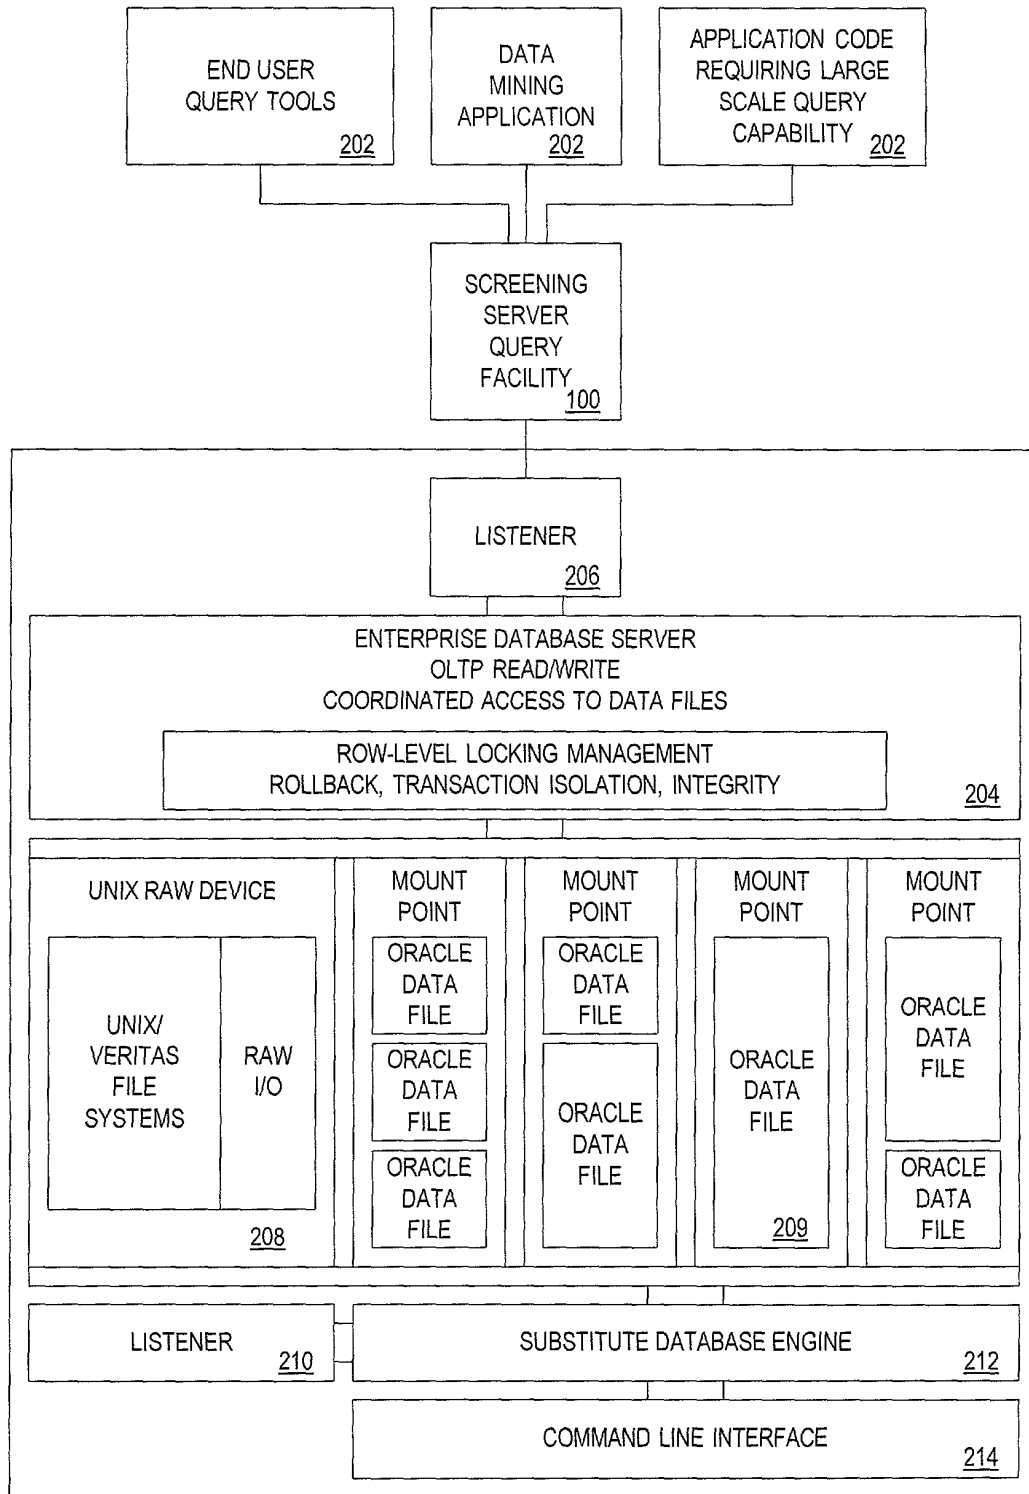 END USER
QUERY TOOLS
202
DATA
MINING
APPLICATION
202
APPLICATION CODE
REQUIRING LARGE
SCALE QUERY
CAPABILITY
202
SCREENING
SERVER
QUERY
FACILITY
100
LISTENER
206
ENTERPRISE DATABASE SERVER
OLTP READ/WRITE
COORDINATED ACCESS TO DATA FILES
ROW-LEVEL LOCKING MANAGEMENT
ROLLBACK, TRANSACTION ISOLATION, INTEGRITY
204
UNIX RAW DEVICE
UNIX/
VERITAS
FILE
SYSTEMS
RAW
I/O
208
MOUNT
POINT
ORACLE
DATA
FILE
ORACLE
DATA
FILE
ORACLE
DATA
FILE
MOUNT
POINT
ORACLE
DATA
FILE
ORACLE
DATA
FILE
MOUNT
POINT
ORACLE
DATA
FILE
209
MOUNT
POINT
ORACLE
DATA
FILE
ORACLE
DATA
FILE
LISTENER
210
SUBSTITUTE DATABASE ENGINE
212
COMMAND LINE INTERFACE
214